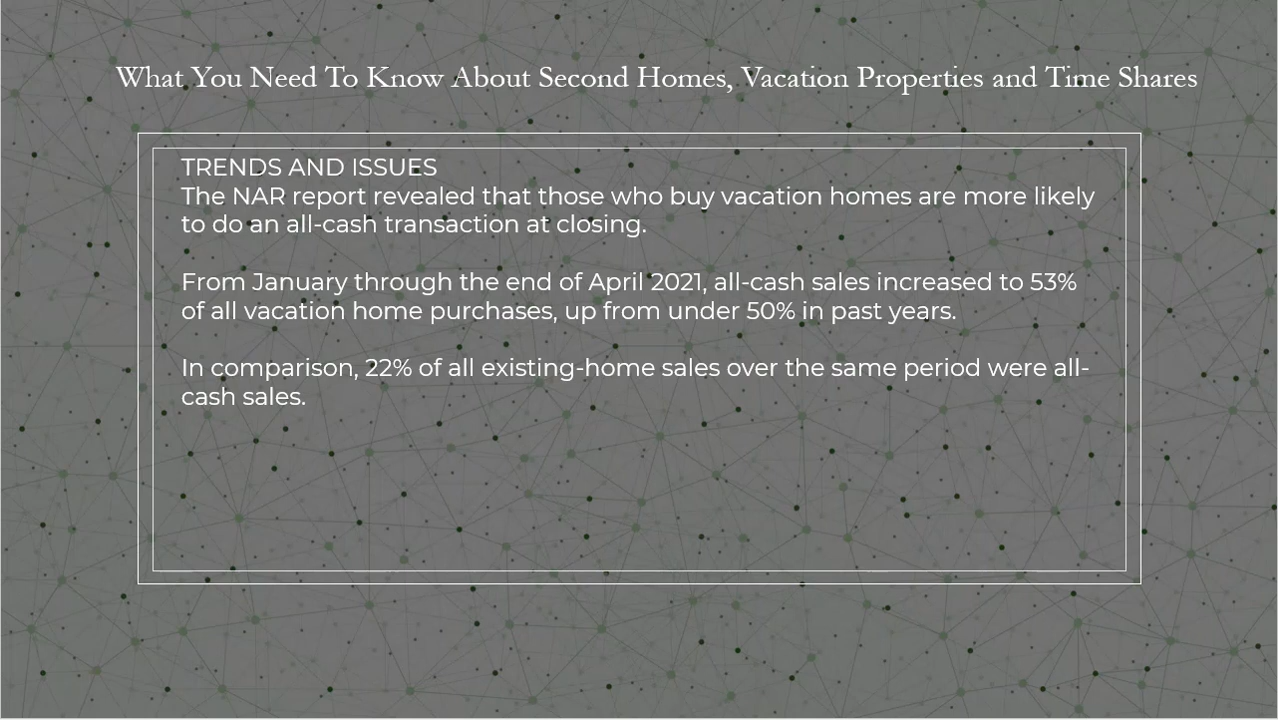 What You Need To Know About Second Homes, Vacation Properties and Time Shares
TRENDS AND ISSUES
The NAR report revealed that those who buy vacation homes are more likely
to do an all-cash transaction at closing.
From January through the end of April 2021, all-cash sales increased to 53%
of all vacation home purchases, up from under 50% in past years.
In comparison, 22% of all existing-home sales over the same period were all-
cash sales.